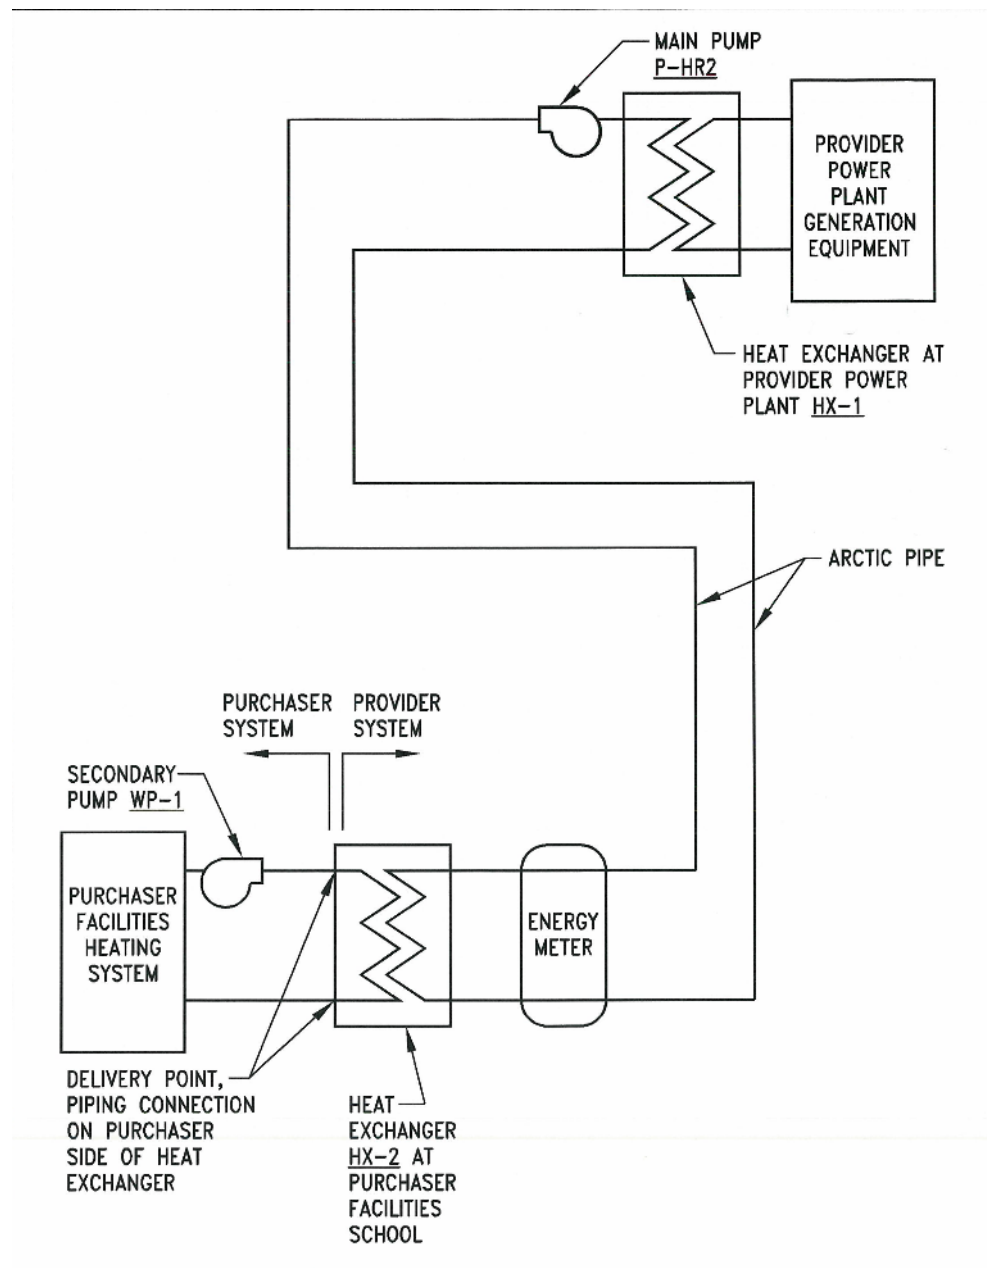 MAIN PUMP
P-HR2
PROVIDER
POWER
PLANT
GENERATION
EQUIPMENT
HEAT EXCHANGER AT
PROVIDER POWER
PLANT HX-1
ARCTIC PIPE
PURCHASER
SYSTEM
PROVIDER
SYSTEM
SECONDARY
PUMP WP-1
PURCHASER
FACILITIES
HEATING
SYSTEM
ENERGY
METER
DELIVERY POINT,
PIPING CONNECTION
ON PURCHASER
SIDE OF HEAT
EXCHANGER
HEAT
EXCHANGER
HX-2 AT
PURCHASER
FACILITIES
SCHOOL